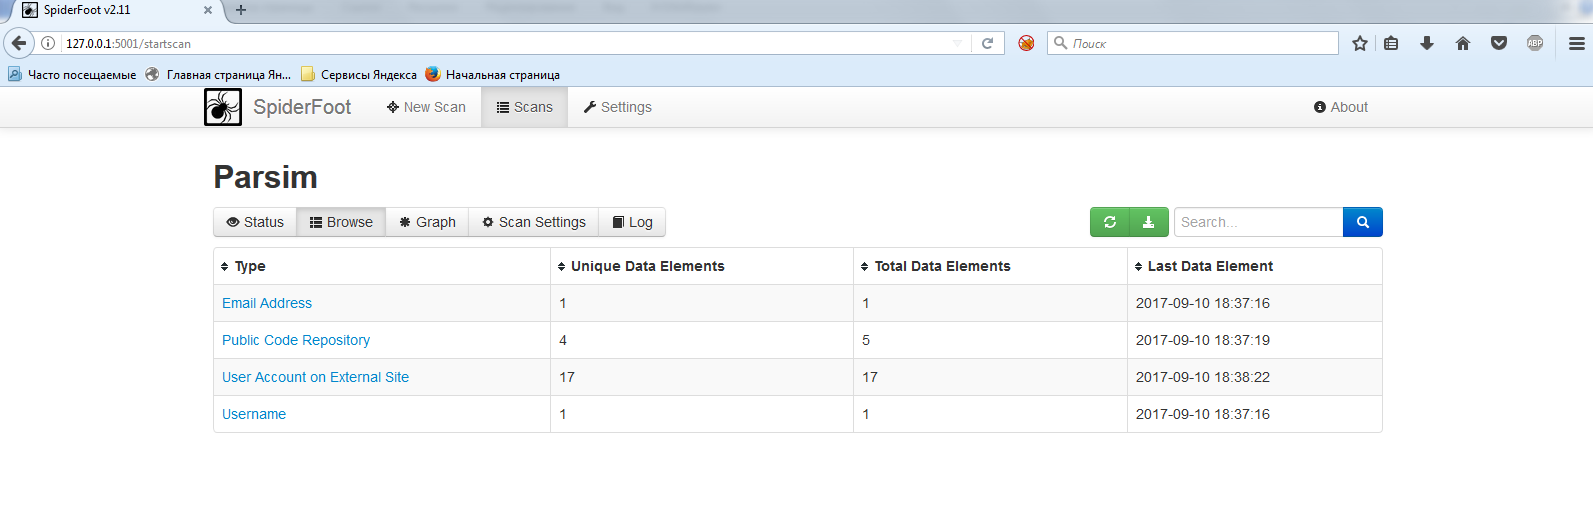 SpiderFoot v2.11
127.0.0.1:5001/startscan
Поиск
ABP
Часто посещаемые Главная страница Ян... Сервисы Яндекса Начальная страница
SpiderFoot New Scan Scans Settings About
Parsim
Status Browse Graph Scan Settings Log Search...
Type Unique Data Elements Total Data Elements Last Data Element
Email Address 1 1 2017-09-10 18:37:16
Public Code Repository 4 5 2017-09-10 18:37:19
User Account on External Site 17 17 2017-09-10 18:38:22
Username 1 1 2017-09-10 18:37:16